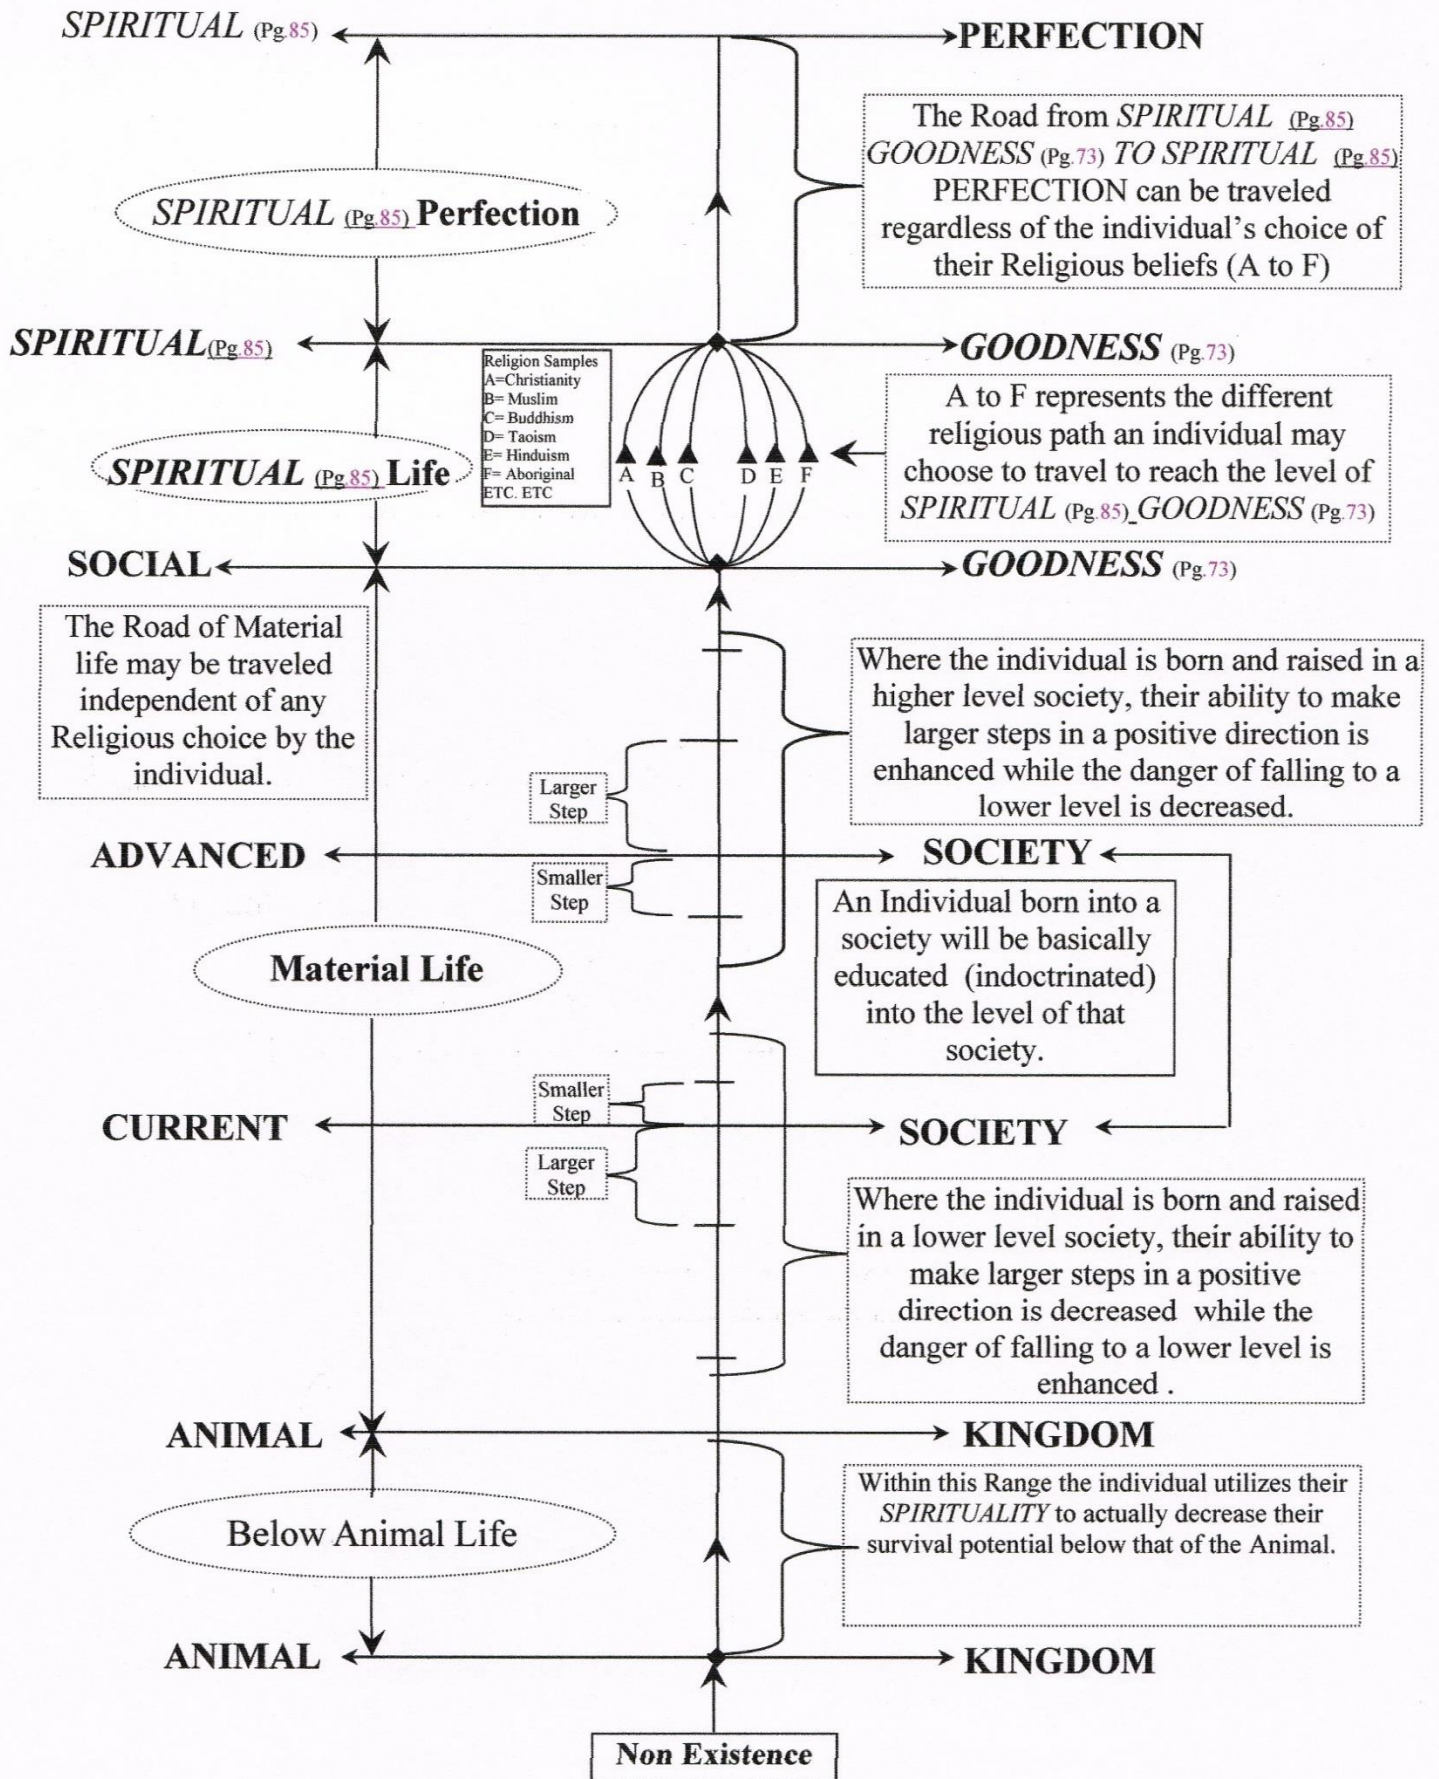 SPIRITUAL (Pg.85)
PERFECTION
The Road from SPIRITUAL (Pg.85)
GOODNESS (Pg.73) TO SPIRITUAL (Pg.85)
PERFECTION can be traveled
regardless of the individual's choice of
their Religious beliefs (A to F)
SPIRITUAL (Pg.85) Perfection
SPIRITUAL(Pg.85)
GOODNESS (Pg.73)
Religion Samples
A=Christianity
B= Muslim
C= Buddhism
D= Taoism
E= Hinduism
F= Aboriginal
ETC. ETC
A B C D E F
A to F represents the different
religious path an individual may
choose to travel to reach the level of
SPIRITUAL (Pg.85)_GOODNESS (Pg.73)
SPIRITUAL (Pg.85) Life
SOCIAL
GOODNESS (Pg.73)
The Road of Material
life may be traveled
independent of any
Religious choice by the
individual.
Where the individual is born and raised in a
higher level society, their ability to make
larger steps in a positive direction is
enhanced while the danger of falling to a
lower level is decreased.
Larger
Step
ADVANCED
SOCIETY
Smaller
Step
An Individual born into a
society will be basically
educated (indoctrinated)
into the level of that
society.
Material Life
Smaller
Step
CURRENT
SOCIETY
Larger
Step
Where the individual is born and raised
in a lower level society, their ability to
make larger steps in a positive
direction is decreased while the
danger of falling to a lower level is
enhanced .
ANIMAL
KINGDOM
Within this Range the individual utilizes their
SPIRITUALITY to actually decrease their
survival potential below that of the Animal.
Below Animal Life
ANIMAL
KINGDOM
Non Existence